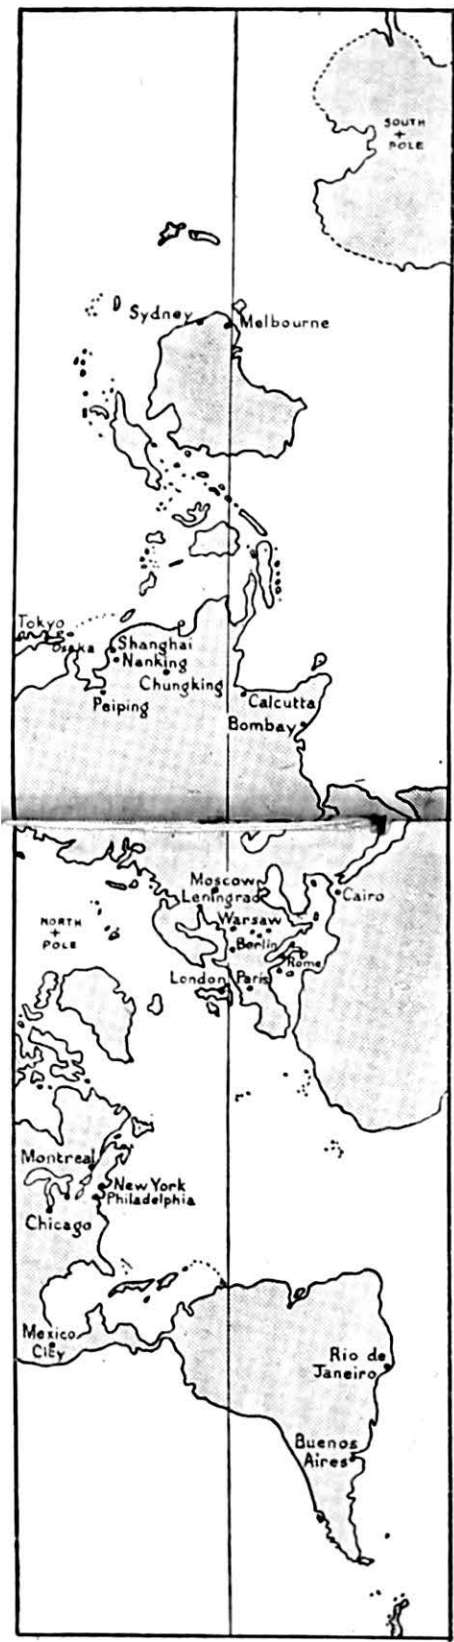 SOUTH
+
POLE
Sydney
Melbourne
Tokyo
Osaka
Shanghai
Nanking
Chungking
Peiping
Calcutta
Bombay
Moscow
Leningrad
Cairo
Warsaw
NORTH
+
POLE
Berlin
Rome
London
Paris
Montreal
New York
Philadelphia
Chicago
Mexico
City
Rio de
Janeiro
Buenos
Aires